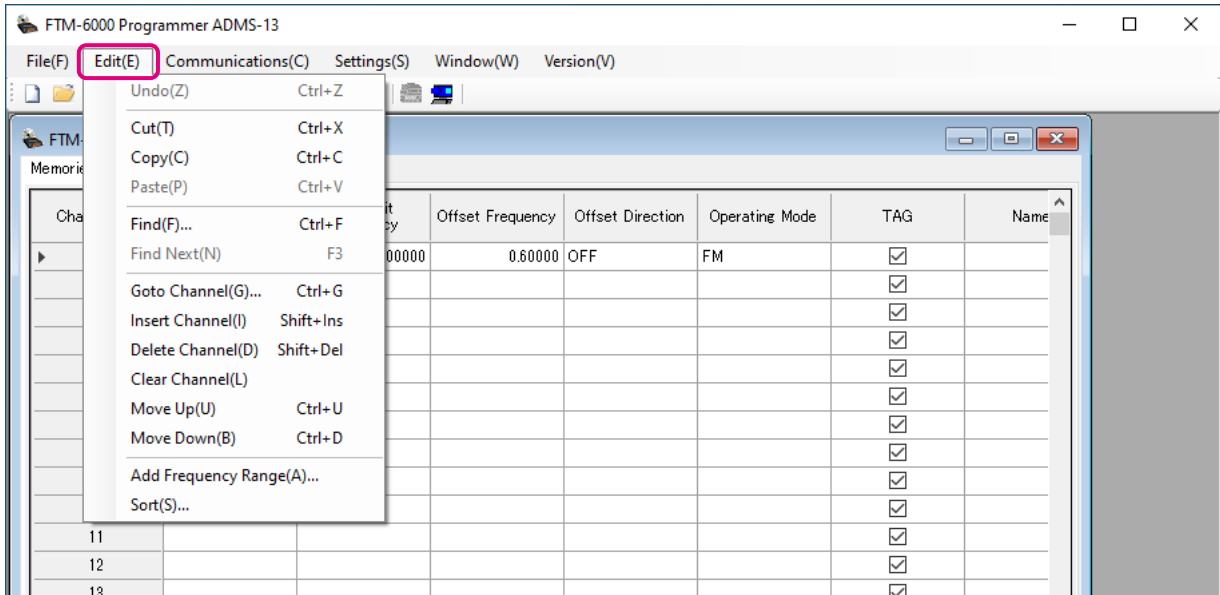 FTM-6000 Programmer ADMS-13
File(F) Edit(E) Communications(C) Settings(S) Window(W) Version(V)
Undo(Z) Ctrl+Z
Cut(T) Ctrl+X
Copy(C) Ctrl+C
Paste(P) Ctrl+V
Find(F)... Ctrl+F
Find Next(N) F3
Goto Channel(G)... Ctrl+G
Insert Channel(I) Shift+Ins
Delete Channel(D) Shift+Del
Clear Channel(L)
Move Up(U) Ctrl+U
Move Down(B) Ctrl+D
Add Frequency Range(A)...
Sort(S)...
FTM-
Memorie
Cha Offset Frequency Offset Direction Operating Mode TAG Name
00000 0.60000 OFF FM
11
12
13